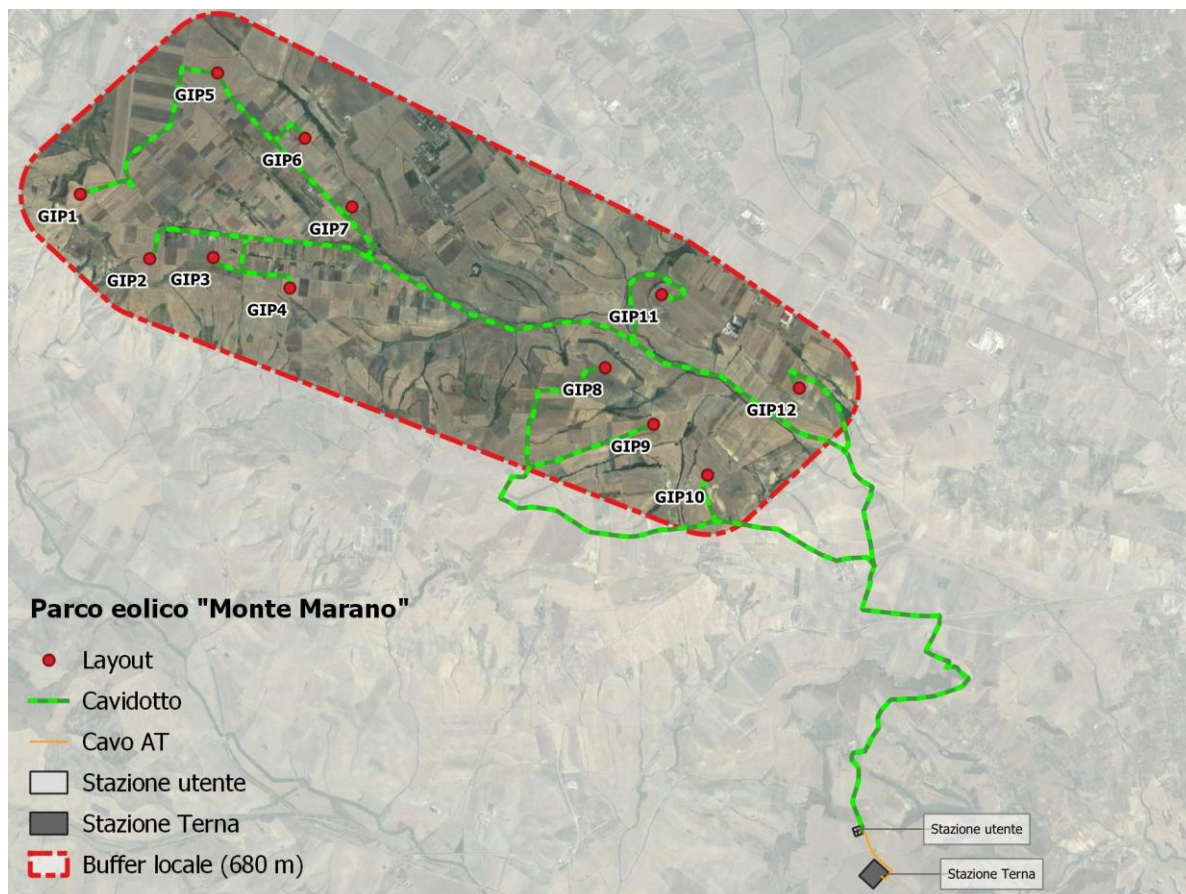 GIP5
GIP6
GIP1
GIP7
GIP2
GIP3
GIP4
GIP11
GIP8
GIP12
GIP9
GIP10
Parco eolico "Monte Marano"
Layout
Cavidotto
Cavo AT
Stazione utente
Stazione Terna
Buffer locale (680 m)
Stazione utente
Stazione Terna